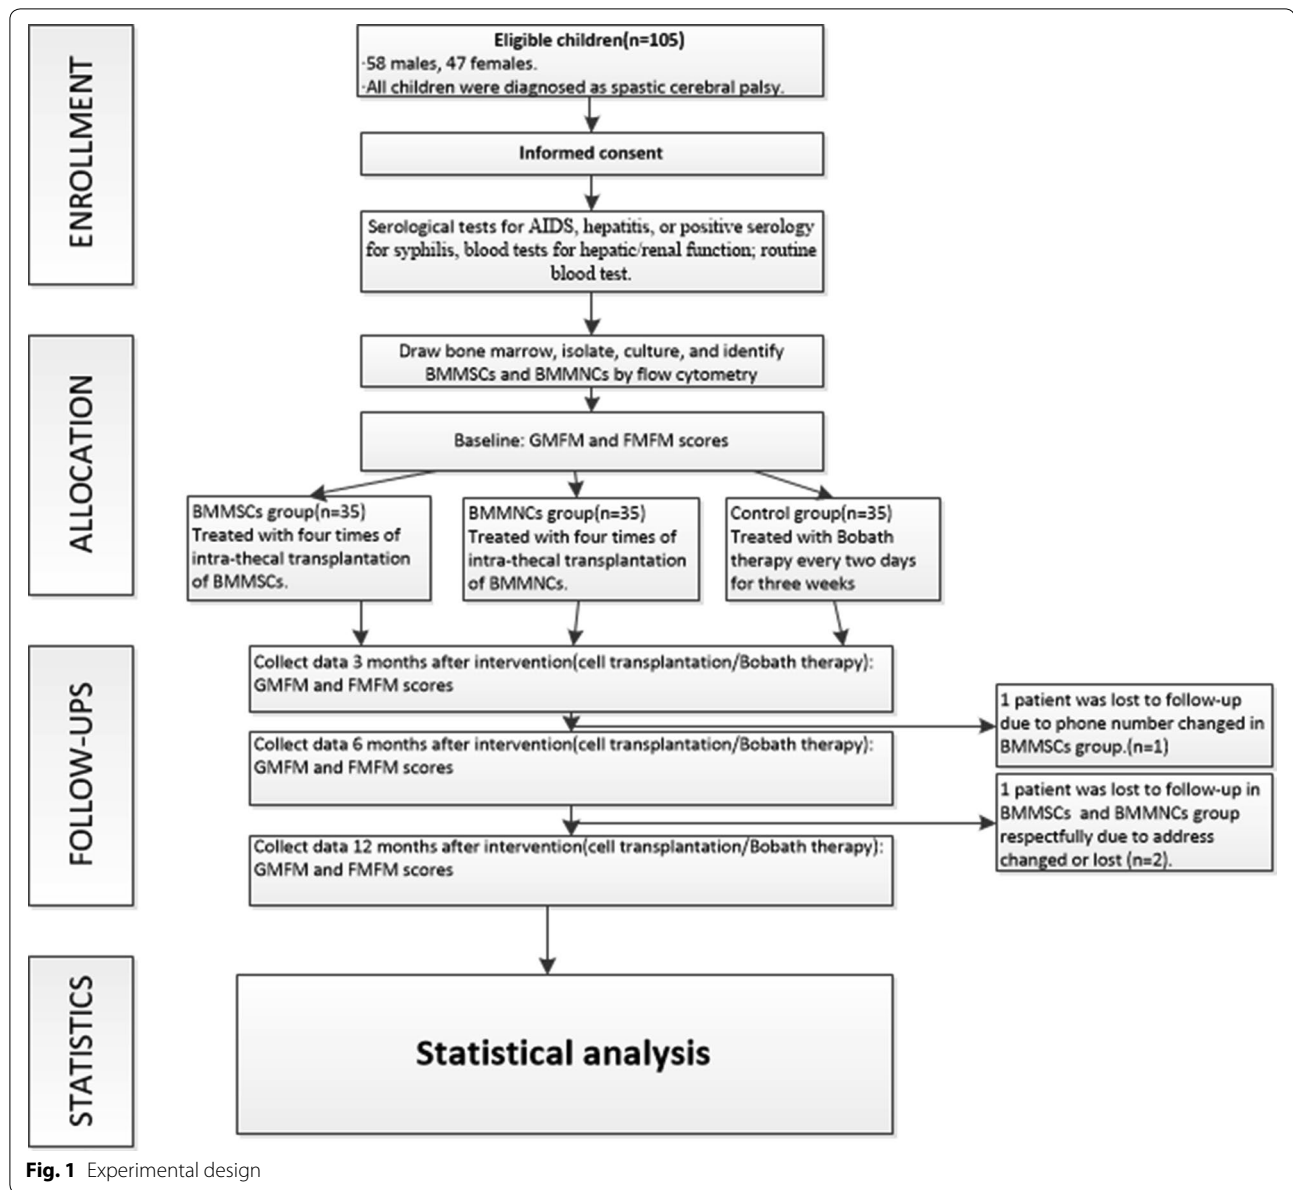 ENROLLMENT
Eligible children(n=105)
·58 males, 47 females.
·All children were diagnosed as spastic cerebral palsy.
Informed consent
Serological tests for AIDS, hepatitis, or positive serology
for syphilis, blood tests for hepatic/renal function; routine
blood test.
ALLOCATION
Draw bone marrow, isolate, culture, and identify
BMMSCs and BMMNCs by flow cytometry
Baseline: GMFM and FMFM scores
BMMSCs group(n=35)
Treated with four times of
intra-thecal transplantation
of BMMSCs.
BMMNCs group(n=35)
Treated with four times of
intra-thecal transplantation
of BMMNCs.
Control group(n=35)
Treated with Bobath
therapy every two days
for three weeks
FOLLOW-UPS
Collect data 3 months after intervention(cell transplantation/Bobath therapy):
GMFM and FMFM scores
1 patient was lost to follow-up
due to phone number changed in
BMMSCs group.(n=1)
Collect data 6 months after intervention(cell transplantation/Bobath therapy):
GMFM and FMFM scores
1 patient was lost to follow-up in
BMMSCs and BMMNCs group
respectfully due to address
changed or lost (n=2).
Collect data 12 months after intervention(cell transplantation/Bobath therapy):
GMFM and FMFM scores
STATISTICS
Statistical analysis
Fig. 1 Experimental design